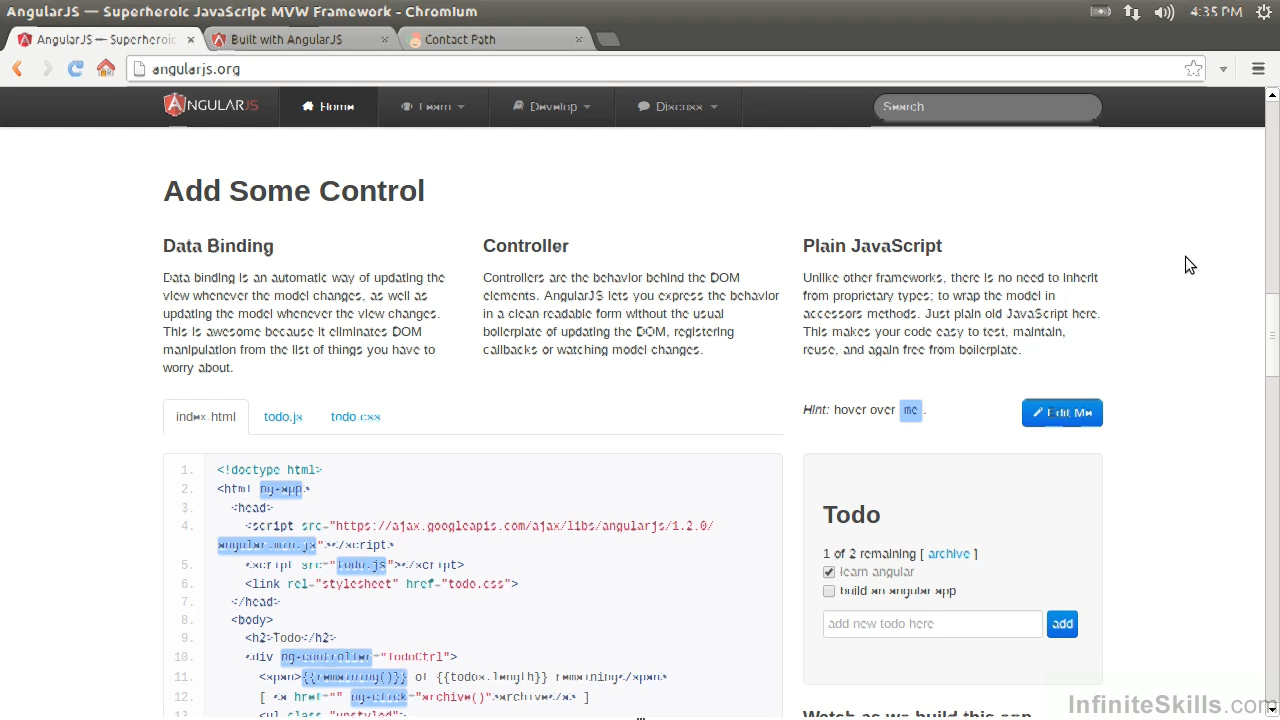 AngularJS — Superheroic JavaScript MVW Framework - Chromium
4:35 PM
AngularJS — Superheroic
Built with AngularJS
Contact Path
angularjs.org
ANGULARJS
Home
Learn
Develop
Discuss
Search
Add Some Control
Data Binding
Data-binding is an automatic way of updating the
view whenever the model changes, as well as
updating the model whenever the view changes.
This is awesome because it eliminates DOM
manipulation from the list of things you have to
worry about.
Controller
Controllers are the behavior behind the DOM
elements. AngularJS lets you express the behavior
in a clean readable form without the usual
boilerplate of updating the DOM, registering
callbacks or watching model changes.
Plain JavaScript
Unlike other frameworks, there is no need to inherit
from proprietary types; to wrap the model in
accessors methods. Just plain old JavaScript here.
This makes your code easy to test, maintain,
reuse, and again free from boilerplate.
index.html
todo.js
todo.css
Hint: hover over me .
Edit Me
1. <!doctype html>
2. <html ng-app>
3. <head>
4. <script src="https://ajax.googleapis.com/ajax/libs/angularjs/1.2.0/
angular.min.js"></script>
5. <script src="todo.js"></script>
6. <link rel="stylesheet" href="todo.css">
7. </head>
8. <body>
9. <h2>Todo</h2>
10. <div ng-controller="TodoCtrl">
11. <span>{{remaining()}} of {{todos.length}} remaining</span>
12. [ <a href="" ng-click="archive()">archive</a> ]
13. <ul class="unstyled">
Todo
1 of 2 remaining [ archive ]
learn angular
build an angular app
add new todo here
add
Watch as we build this app
InfiniteSkills.com